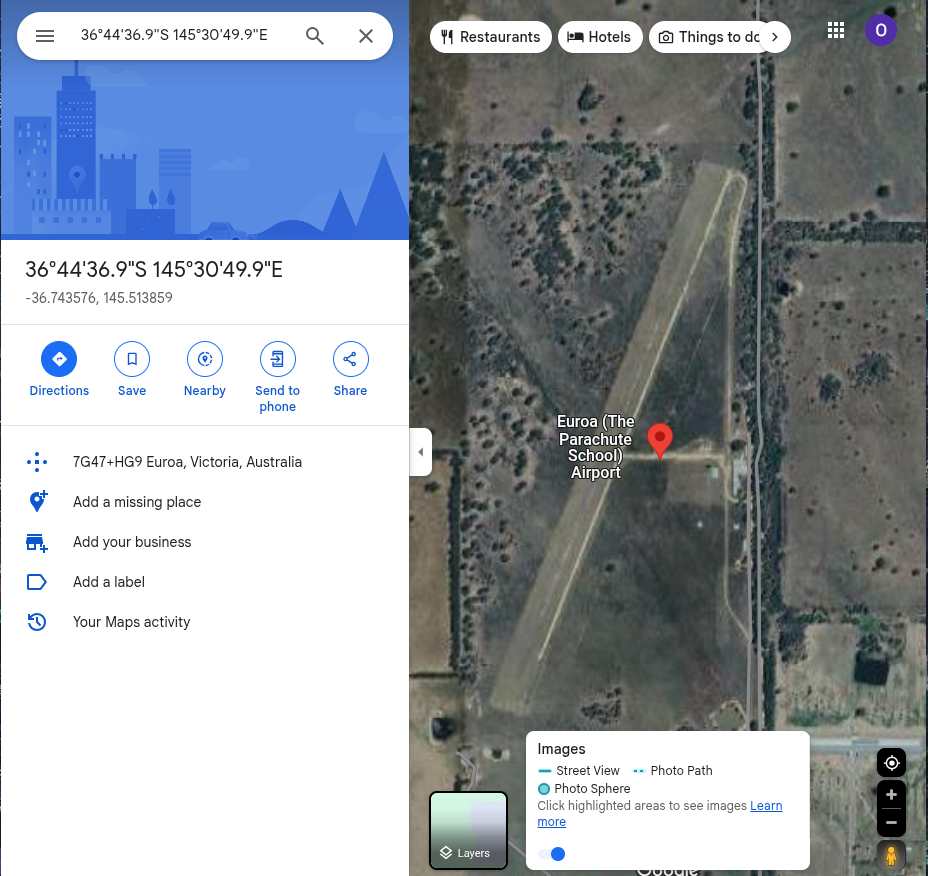 36°44'36.9"S 145°30'49.9"E
Restaurants
Hotels
Things to do
O
36°44'36.9"S 145°30'49.9"E
-36.743576, 145.513859
Directions
Save
Nearby
Send to
phone
Share
7G47+HG9 Euroa, Victoria, Australia
Add a missing place
Add your business
Add a label
Your Maps activity
Euroa (The
Parachute
School)
Airport
Images
Street View
Photo Path
Photo Sphere
Click highlighted areas to see images Learn
more
Layers
Google